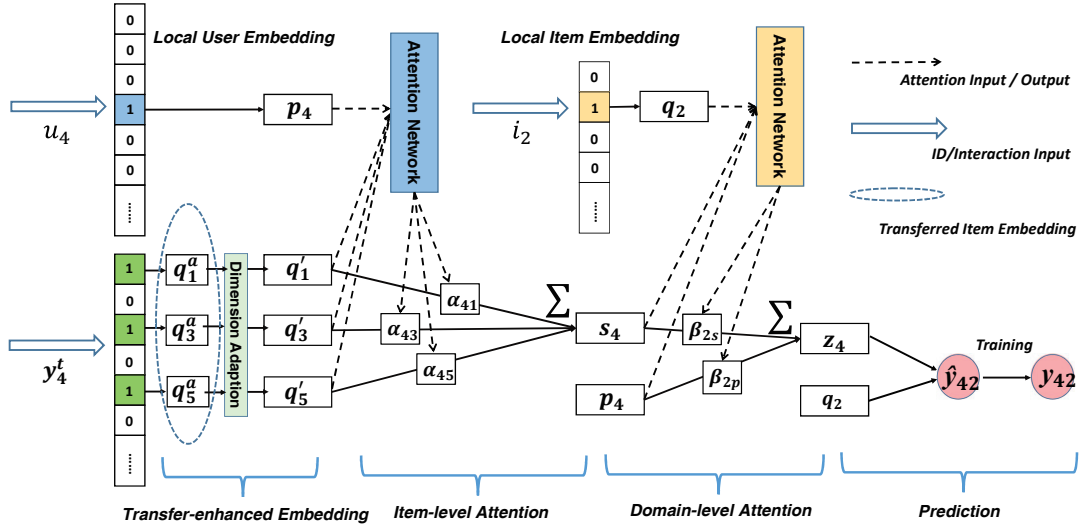 0
0
0
1
0
0
......
u₄
Local User Embedding
p₄
Attention Network
Local Item Embedding
0
1
0
0
......
i₂
q₂
Attention Network
Attention Input / Output
ID/Interaction Input
Transferred Item Embedding
1
0
1
0
1
0
......
y₄ᵗ
q₁ᵃ
q₃ᵃ
q₅ᵃ
Dimension Adaption
q₁′
q₃′
q₅′
α₄₁
α₄₃
α₄₅
∑
s₄
p₄
β₂ₛ
β₂ₚ
∑
z₄
q₂
Training
ŷ₄₂
y₄₂
Transfer-enhanced Embedding
Item-level Attention
Domain-level Attention
Prediction